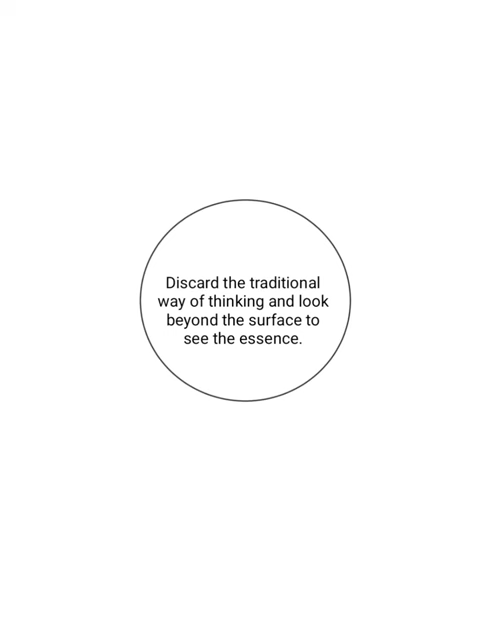 Discard the traditional
way of thinking and look
beyond the surface to
see the essence.